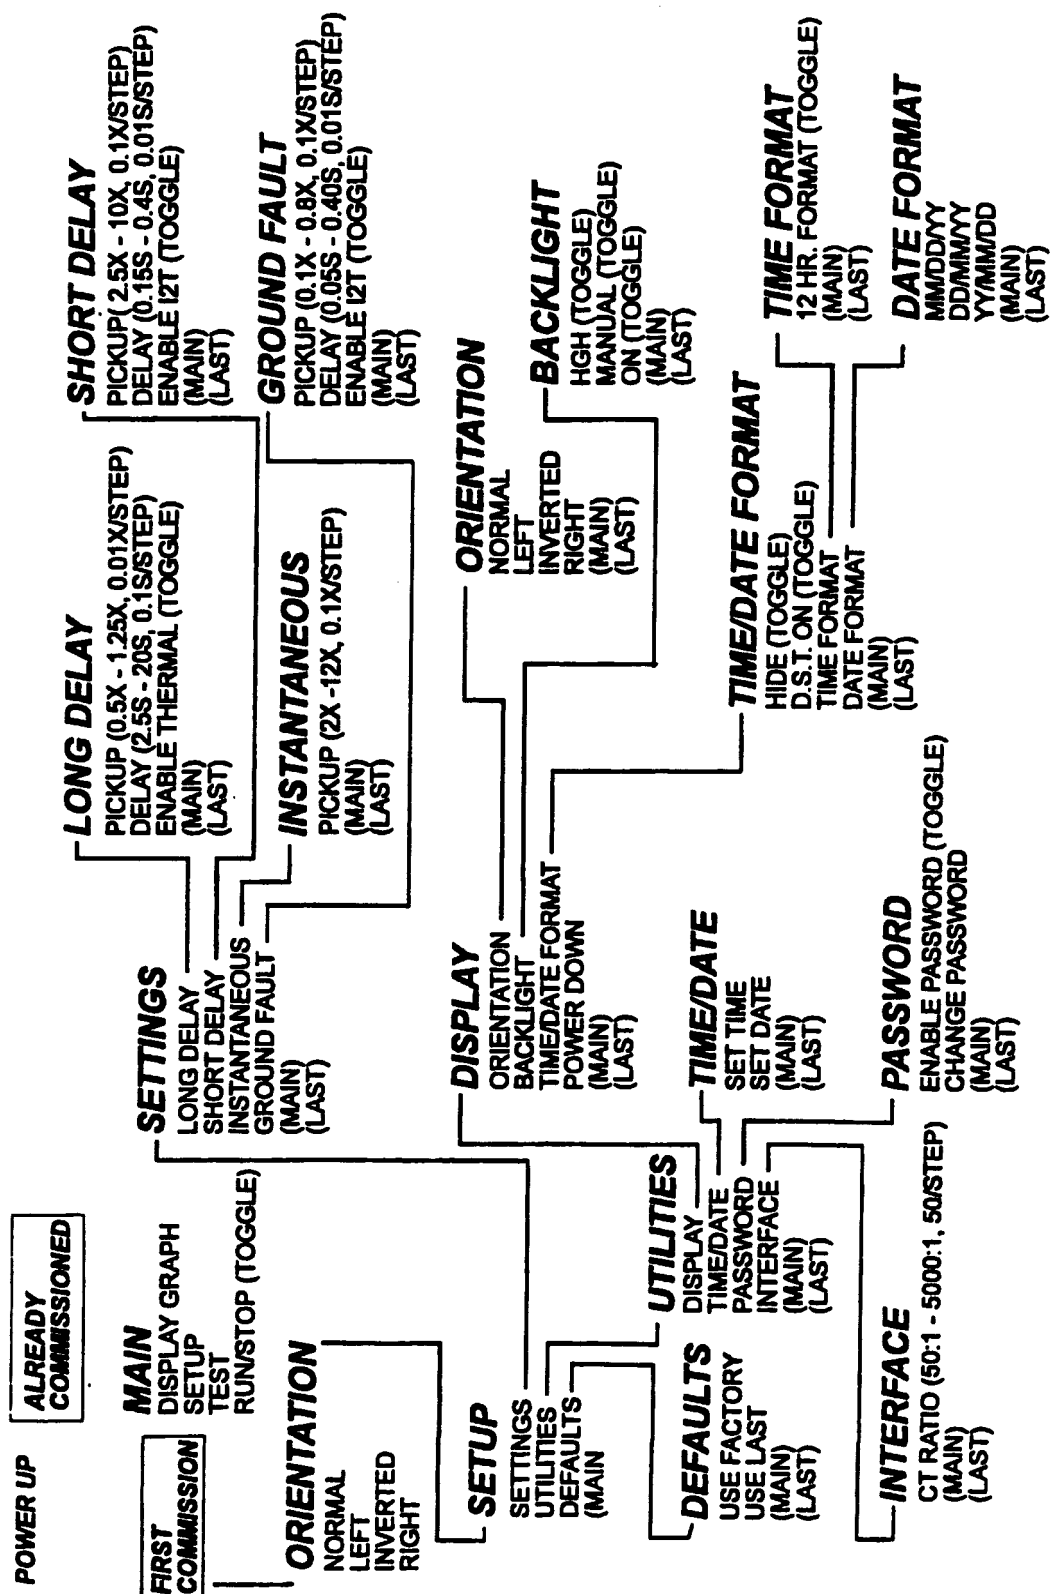 POWER UP
ALREADY
COMMISSIONED
FIRST
COMMISSION
MAIN
DISPLAY GRAPH
SETUP
TEST
RUN/STOP (TOGGLE)
ORIENTATION
NORMAL
LEFT
INVERTED
RIGHT
SETUP
SETTINGS
UTILITIES
DEFAULTS
(MAIN
DEFAULTS
USE FACTORY
USE LAST
(MAIN)
(LAST)
INTERFACE
CT RATIO (50:1 - 5000:1, 50/STEP)
(MAIN)
(LAST)
UTILITIES
DISPLAY
TIME/DATE
PASSWORD
INTERFACE
(MAIN)
(LAST)
SETTINGS
LONG DELAY
SHORT DELAY
INSTANTANEOUS
GROUND FAULT
(MAIN)
(LAST)
DISPLAY
ORIENTATION
BACKLIGHT
TIME/DATE FORMAT
POWER DOWN
(MAIN)
(LAST)
TIME/DATE
SET TIME
SET DATE
(MAIN)
(LAST)
PASSWORD
ENABLE PASSWORD (TOGGLE)
CHANGE PASSWORD
(MAIN)
(LAST)
LONG DELAY
PICKUP (0.5X - 1.25X, 0.01X/STEP)
DELAY (2.5S - 20S, 0.1S/STEP)
ENABLE THERMAL (TOGGLE)
(MAIN)
(LAST)
INSTANTANEOUS
PICKUP (2X -12X, 0.1X/STEP)
(MAIN)
(LAST)
SHORT DELAY
PICKUP( 2.5X - 10X, 0.1X/STEP)
DELAY (0.15S - 0.4S, 0.01S/STEP)
ENABLE I2T (TOGGLE)
(MAIN)
(LAST)
GROUND FAULT
PICKUP (0.1X - 0.8X, 0.1X/STEP)
DELAY (0.05S - 0.40S, 0.01S/STEP)
ENABLE I2T (TOGGLE)
(MAIN)
(LAST)
ORIENTATION
NORMAL
LEFT
INVERTED
RIGHT
(MAIN)
(LAST)
BACKLIGHT
HGH (TOGGLE)
MANUAL (TOGGLE)
ON (TOGGLE)
(MAIN)
(LAST)
TIME/DATE FORMAT
HIDE (TOGGLE)
D.S.T. ON (TOGGLE)
TIME FORMAT
DATE FORMAT
(MAIN)
(LAST)
TIME FORMAT
12 HR. FORMAT (TOGGLE)
(MAIN)
(LAST)
DATE FORMAT
MM/DD/YY
DD/MM/YY
YY/MM/DD
(MAIN)
(LAST)